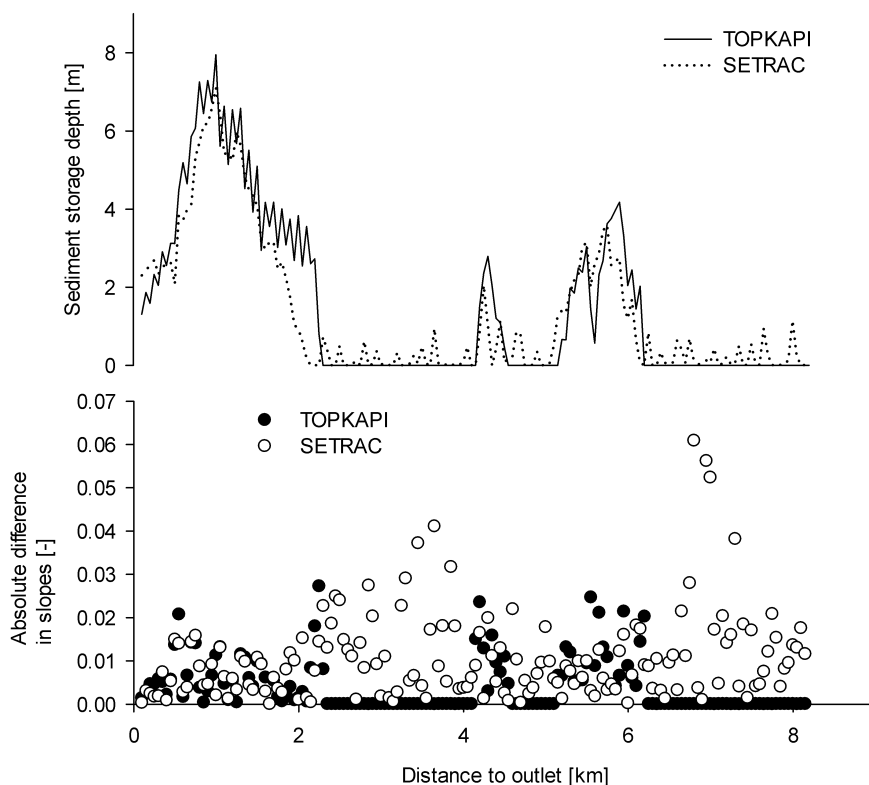 TOPKAPI
SETRAC
Sediment storage depth [m]
8
6
4
2
0
0.07
0.06
0.05
0.04
0.03
0.02
0.01
0.00
Absolute difference
in slopes [-]
TOPKAPI
SETRAC
0
2
4
6
8
Distance to outlet [km]